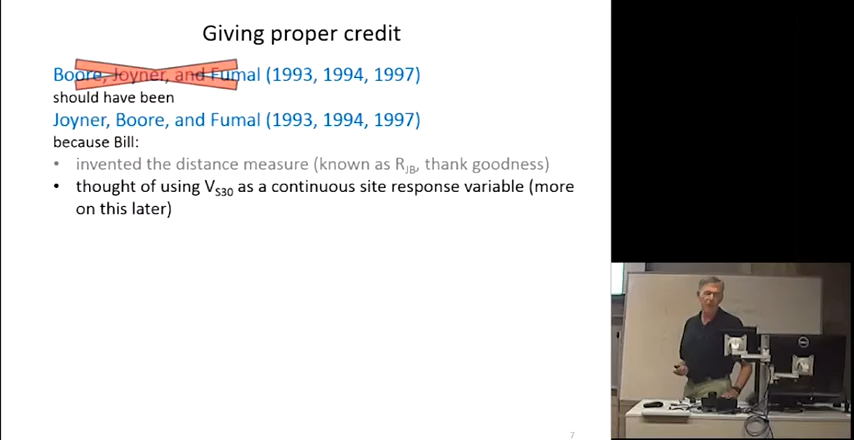 Giving proper credit
Boore, Joyner, and Fumal (1993, 1994, 1997)
should have been
Joyner, Boore, and Fumal (1993, 1994, 1997)
because Bill:
• invented the distance measure (known as RJB, thank goodness)
• thought of using VS30 as a continuous site response variable (more
on this later)
7